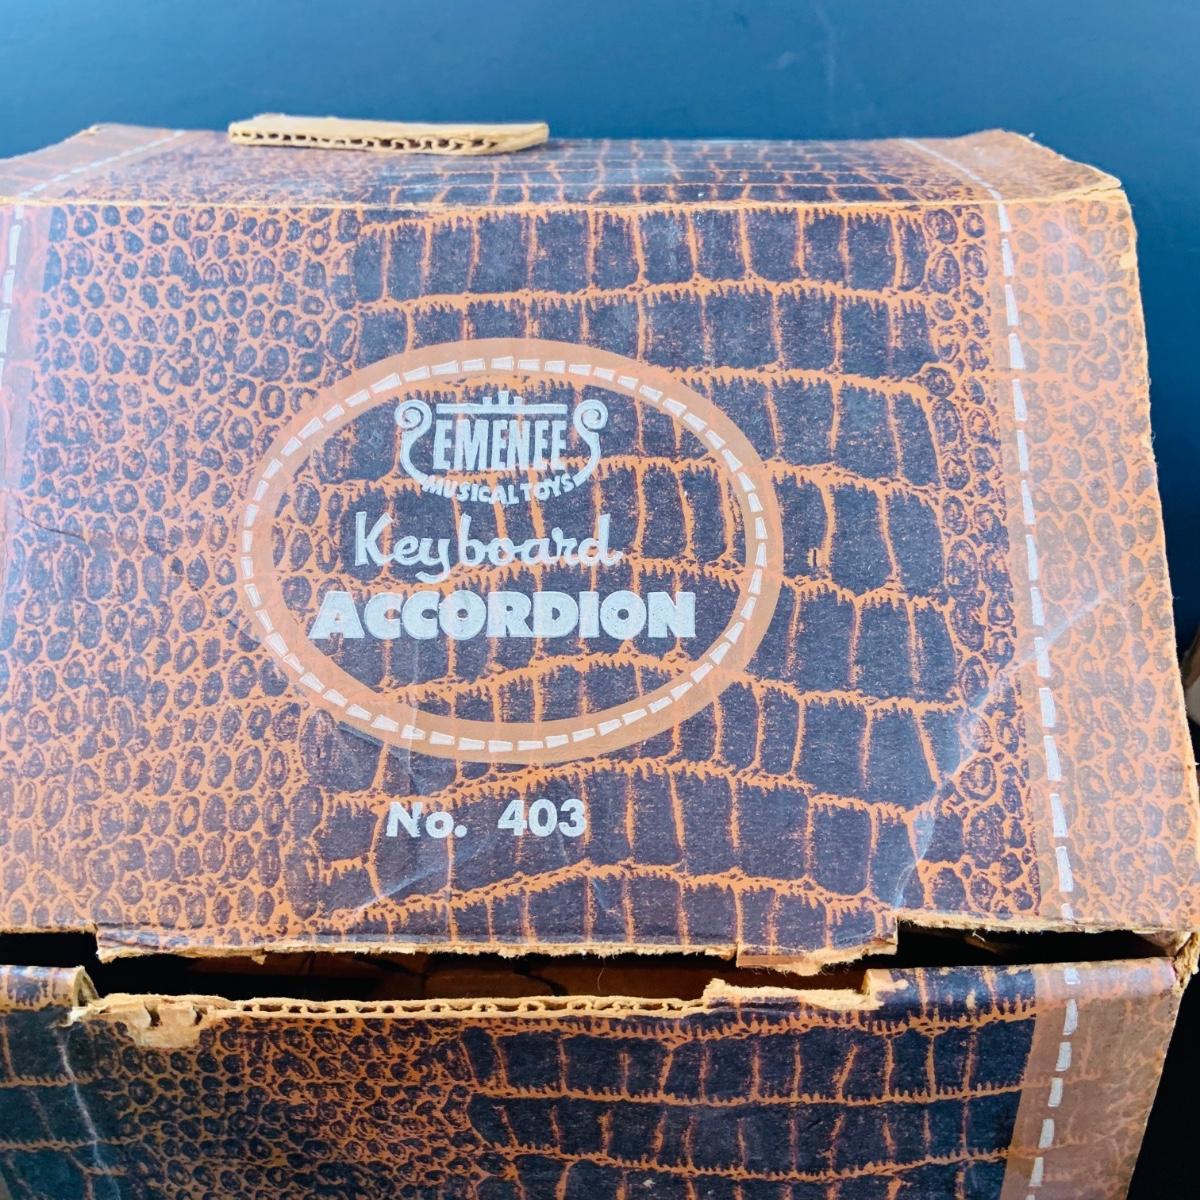 EMENEE
MUSICAL TOYS
Keyboard
ACCORDION
No. 403